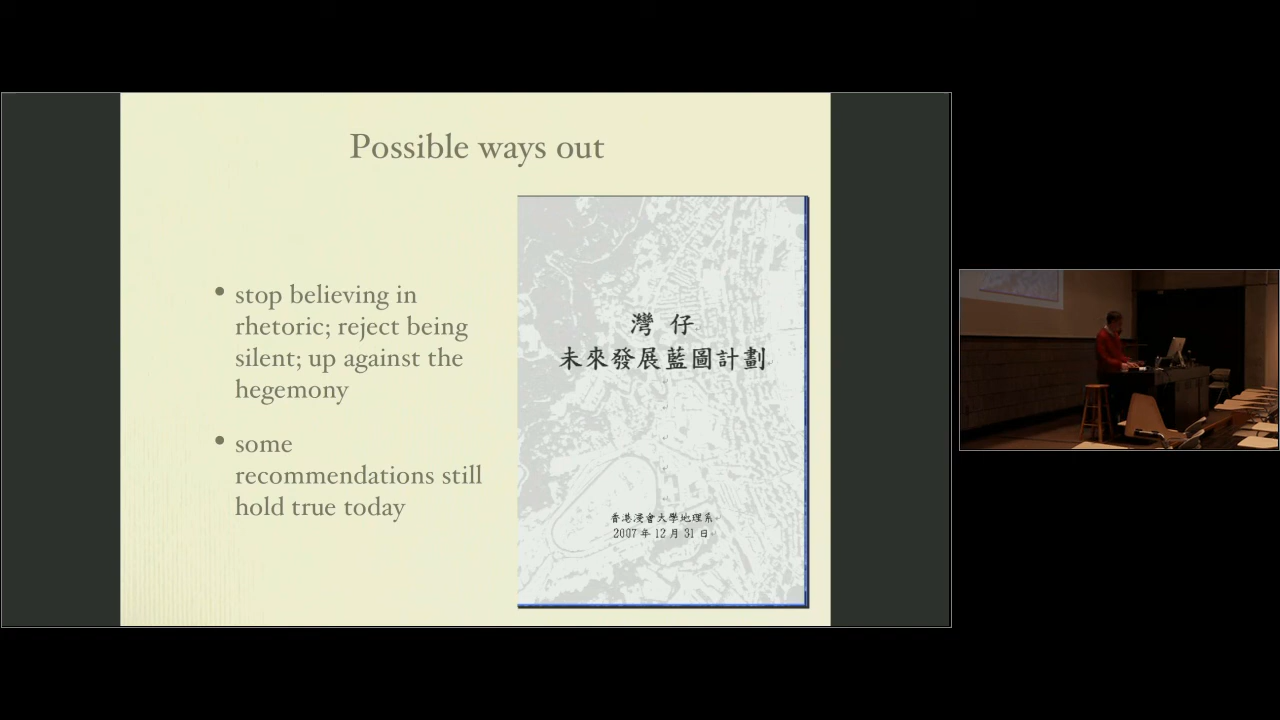 Possible ways out
• stop believing in
rhetoric; reject being
silent; up against the
hegemony
• some
recommendations still
hold true today
灣 仔
未來發展藍圖計劃
香港浸會大學地理系
2007 年 12 月 31 日